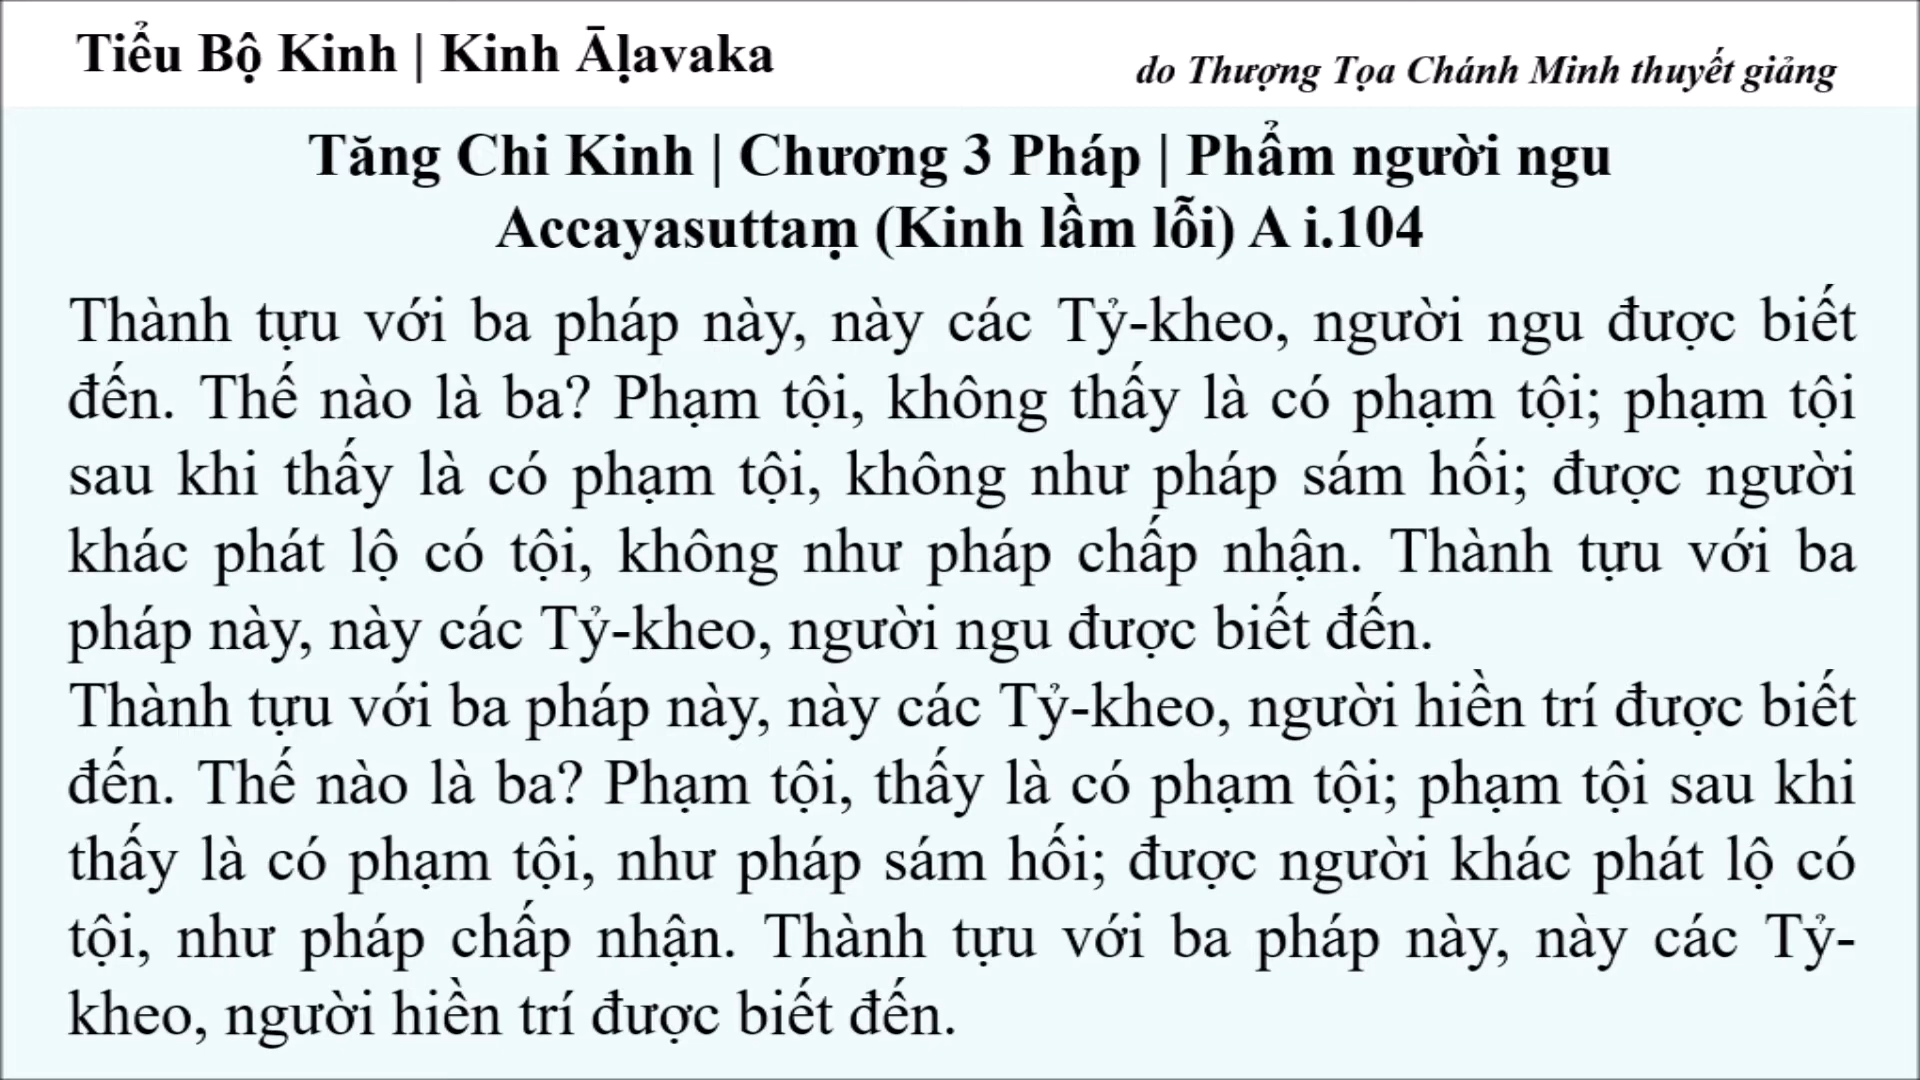 Tiểu Bộ Kinh | Kinh Āḷavaka
do Thượng Tọa Chánh Minh thuyết giảng
Tăng Chi Kinh | Chương 3 Pháp | Phẩm người ngu
Accayasuttaṃ (Kinh lầm lỗi) A i.104
Thành tựu với ba pháp này, này các Tỷ-kheo, người ngu được biết
đến. Thế nào là ba? Phạm tội, không thấy là có phạm tội; phạm tội
sau khi thấy là có phạm tội, không như pháp sám hối; được người
khác phát lộ có tội, không như pháp chấp nhận. Thành tựu với ba
pháp này, này các Tỷ-kheo, người ngu được biết đến.
Thành tựu với ba pháp này, này các Tỷ-kheo, người hiền trí được biết
đến. Thế nào là ba? Phạm tội, thấy là có phạm tội; phạm tội sau khi
thấy là có phạm tội, như pháp sám hối; được người khác phát lộ có
tội, như pháp chấp nhận. Thành tựu với ba pháp này, này các Tỷ-
kheo, người hiền trí được biết đến.